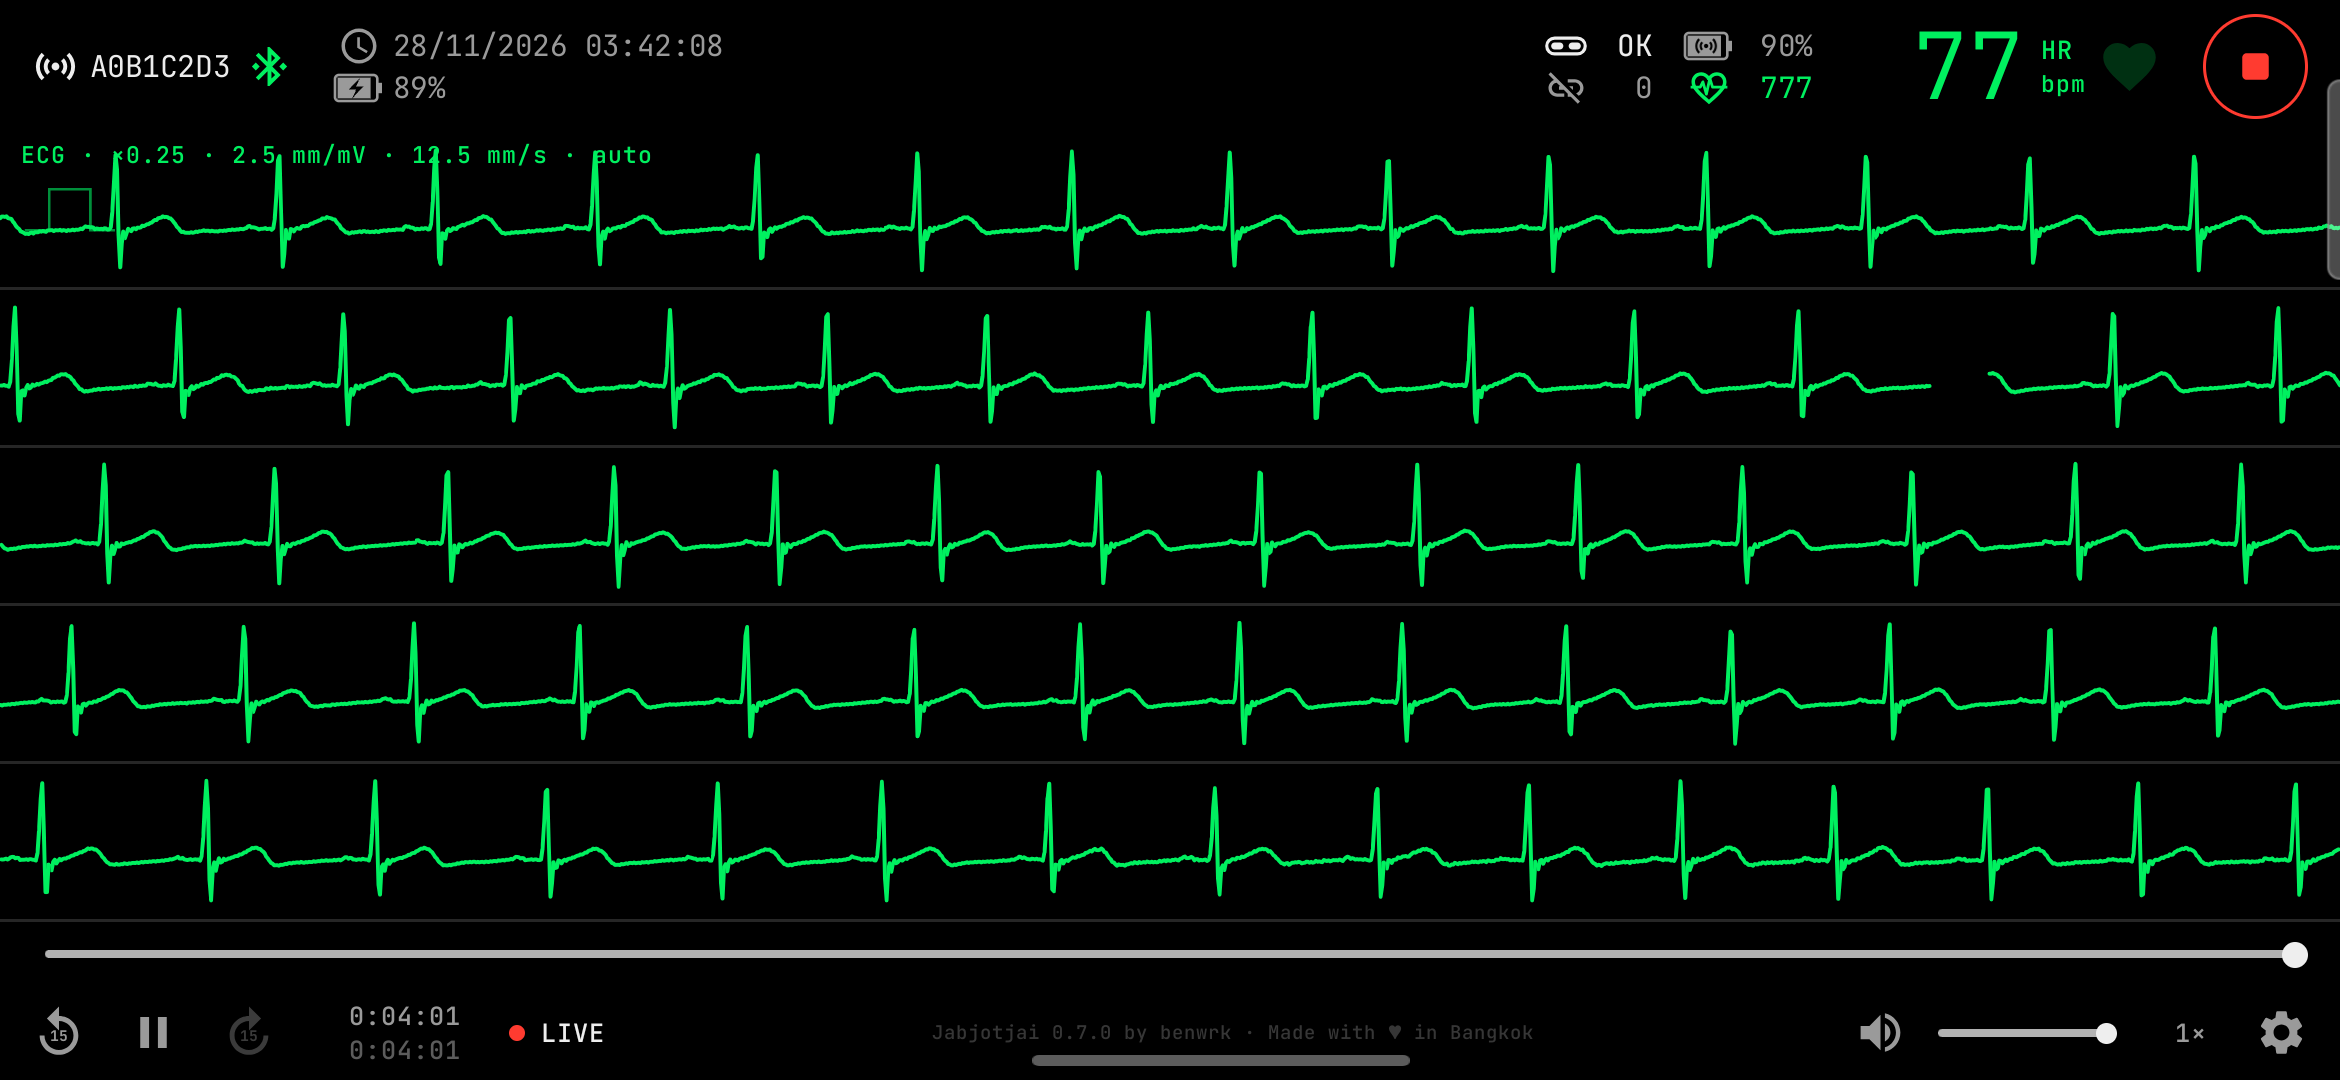 A0B1C2D3
28/11/2026 03:42:08
89%
OK
90%
0
777
77
HR
bpm
ECG · ×0.25 · 2.5 mm/mV · 12.5 mm/s · auto
15
15
0:04:01
0:04:01
LIVE
Jabjotjai 0.7.0 by benwrk · Made with ♥ in Bangkok
1×